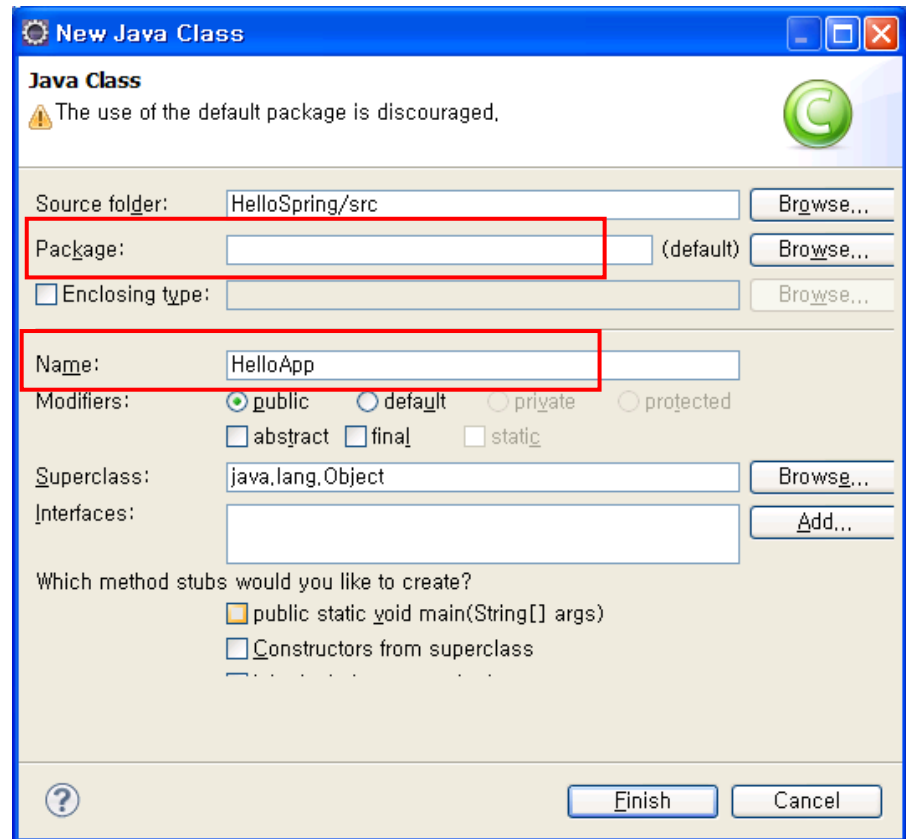 New Java Class
Java Class
The use of the default package is discouraged.
Source folder: HelloSpring/src Browse...
Package: (default) Browse...
Enclosing type: Browse...
Name: HelloApp
Modifiers: public default private protected
abstract final static
Superclass: java.lang.Object Browse...
Interfaces: Add...
Which method stubs would you like to create?
public static void main(String[] args)
Constructors from superclass
Finish Cancel